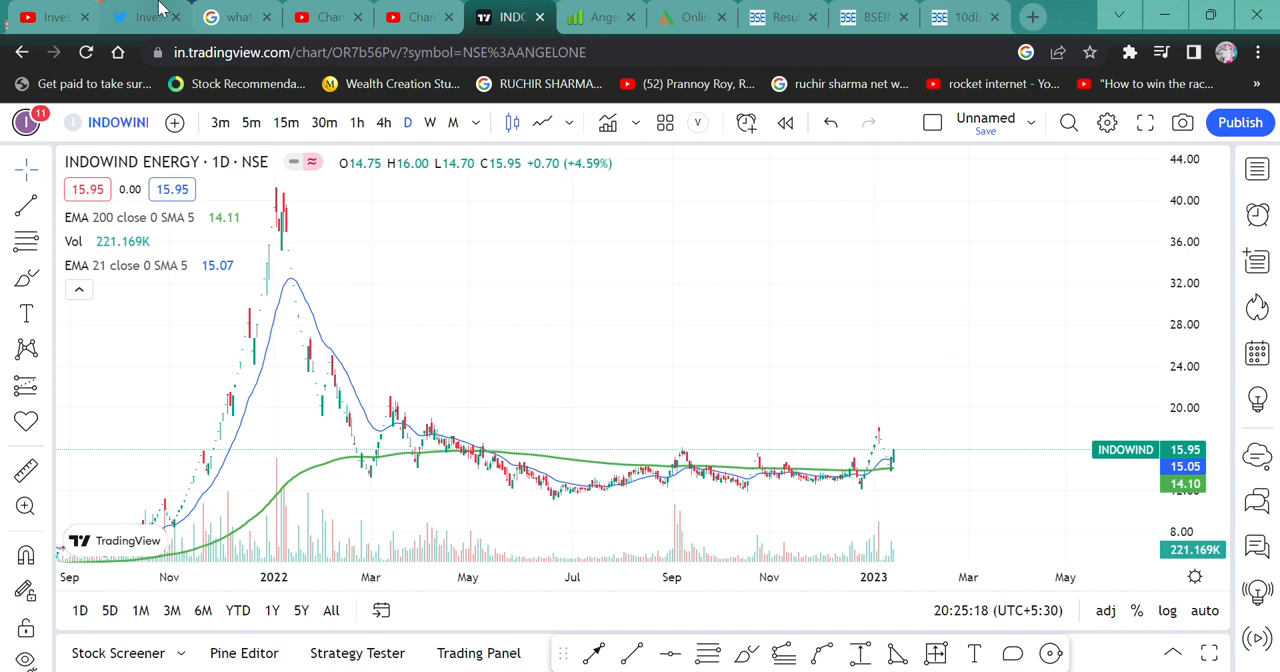 Inves
Inves
what
Chan
Chan
INDO
Ange
Onlin
Resu
BSEIN
10db
in.tradingview.com/chart/OR7b56Pv/?symbol=NSE%3AANGELONE
Get paid to take sur...
Stock Recommenda...
Wealth Creation Stu...
RUCHIR SHARMA...
(52) Prannoy Roy, R...
ruchir sharma net w...
rocket internet - Yo...
"How to win the rac...
»
I 11
I INDOWINI
3m 5m 15m 30m 1h 4h D W M
V
Unnamed
Save
Publish
INDOWIND ENERGY · 1D · NSE
O14.75 H16.00 L14.70 C15.95 +0.70 (+4.59%)
15.95 0.00 15.95
EMA 200 close 0 SMA 5 14.11
Vol 221.169K
EMA 21 close 0 SMA 5 15.07
44.00
40.00
36.00
32.00
28.00
24.00
20.00
INDOWIND 15.95
15.05
14.10
8.00
221.169K
TradingView
Sep Nov 2022 Mar May Jul Sep Nov 2023 Mar May
1D 5D 1M 3M 6M YTD 1Y 5Y All
20:25:18 (UTC+5:30)
adj % log auto
Stock Screener
Pine Editor
Strategy Tester
Trading Panel